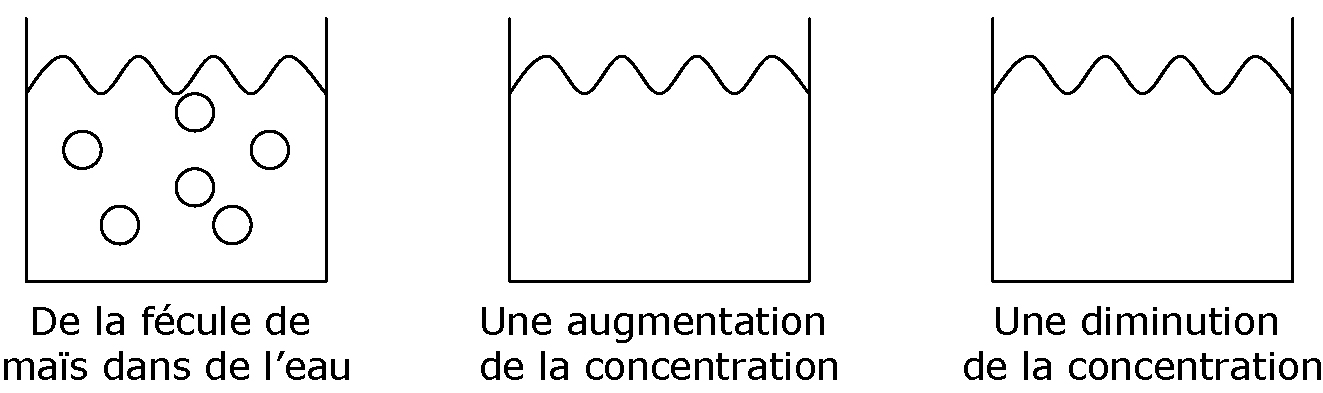 De la fécule de
maïs dans de l’eau
Une augmentation
de la concentration
Une diminution
de la concentration